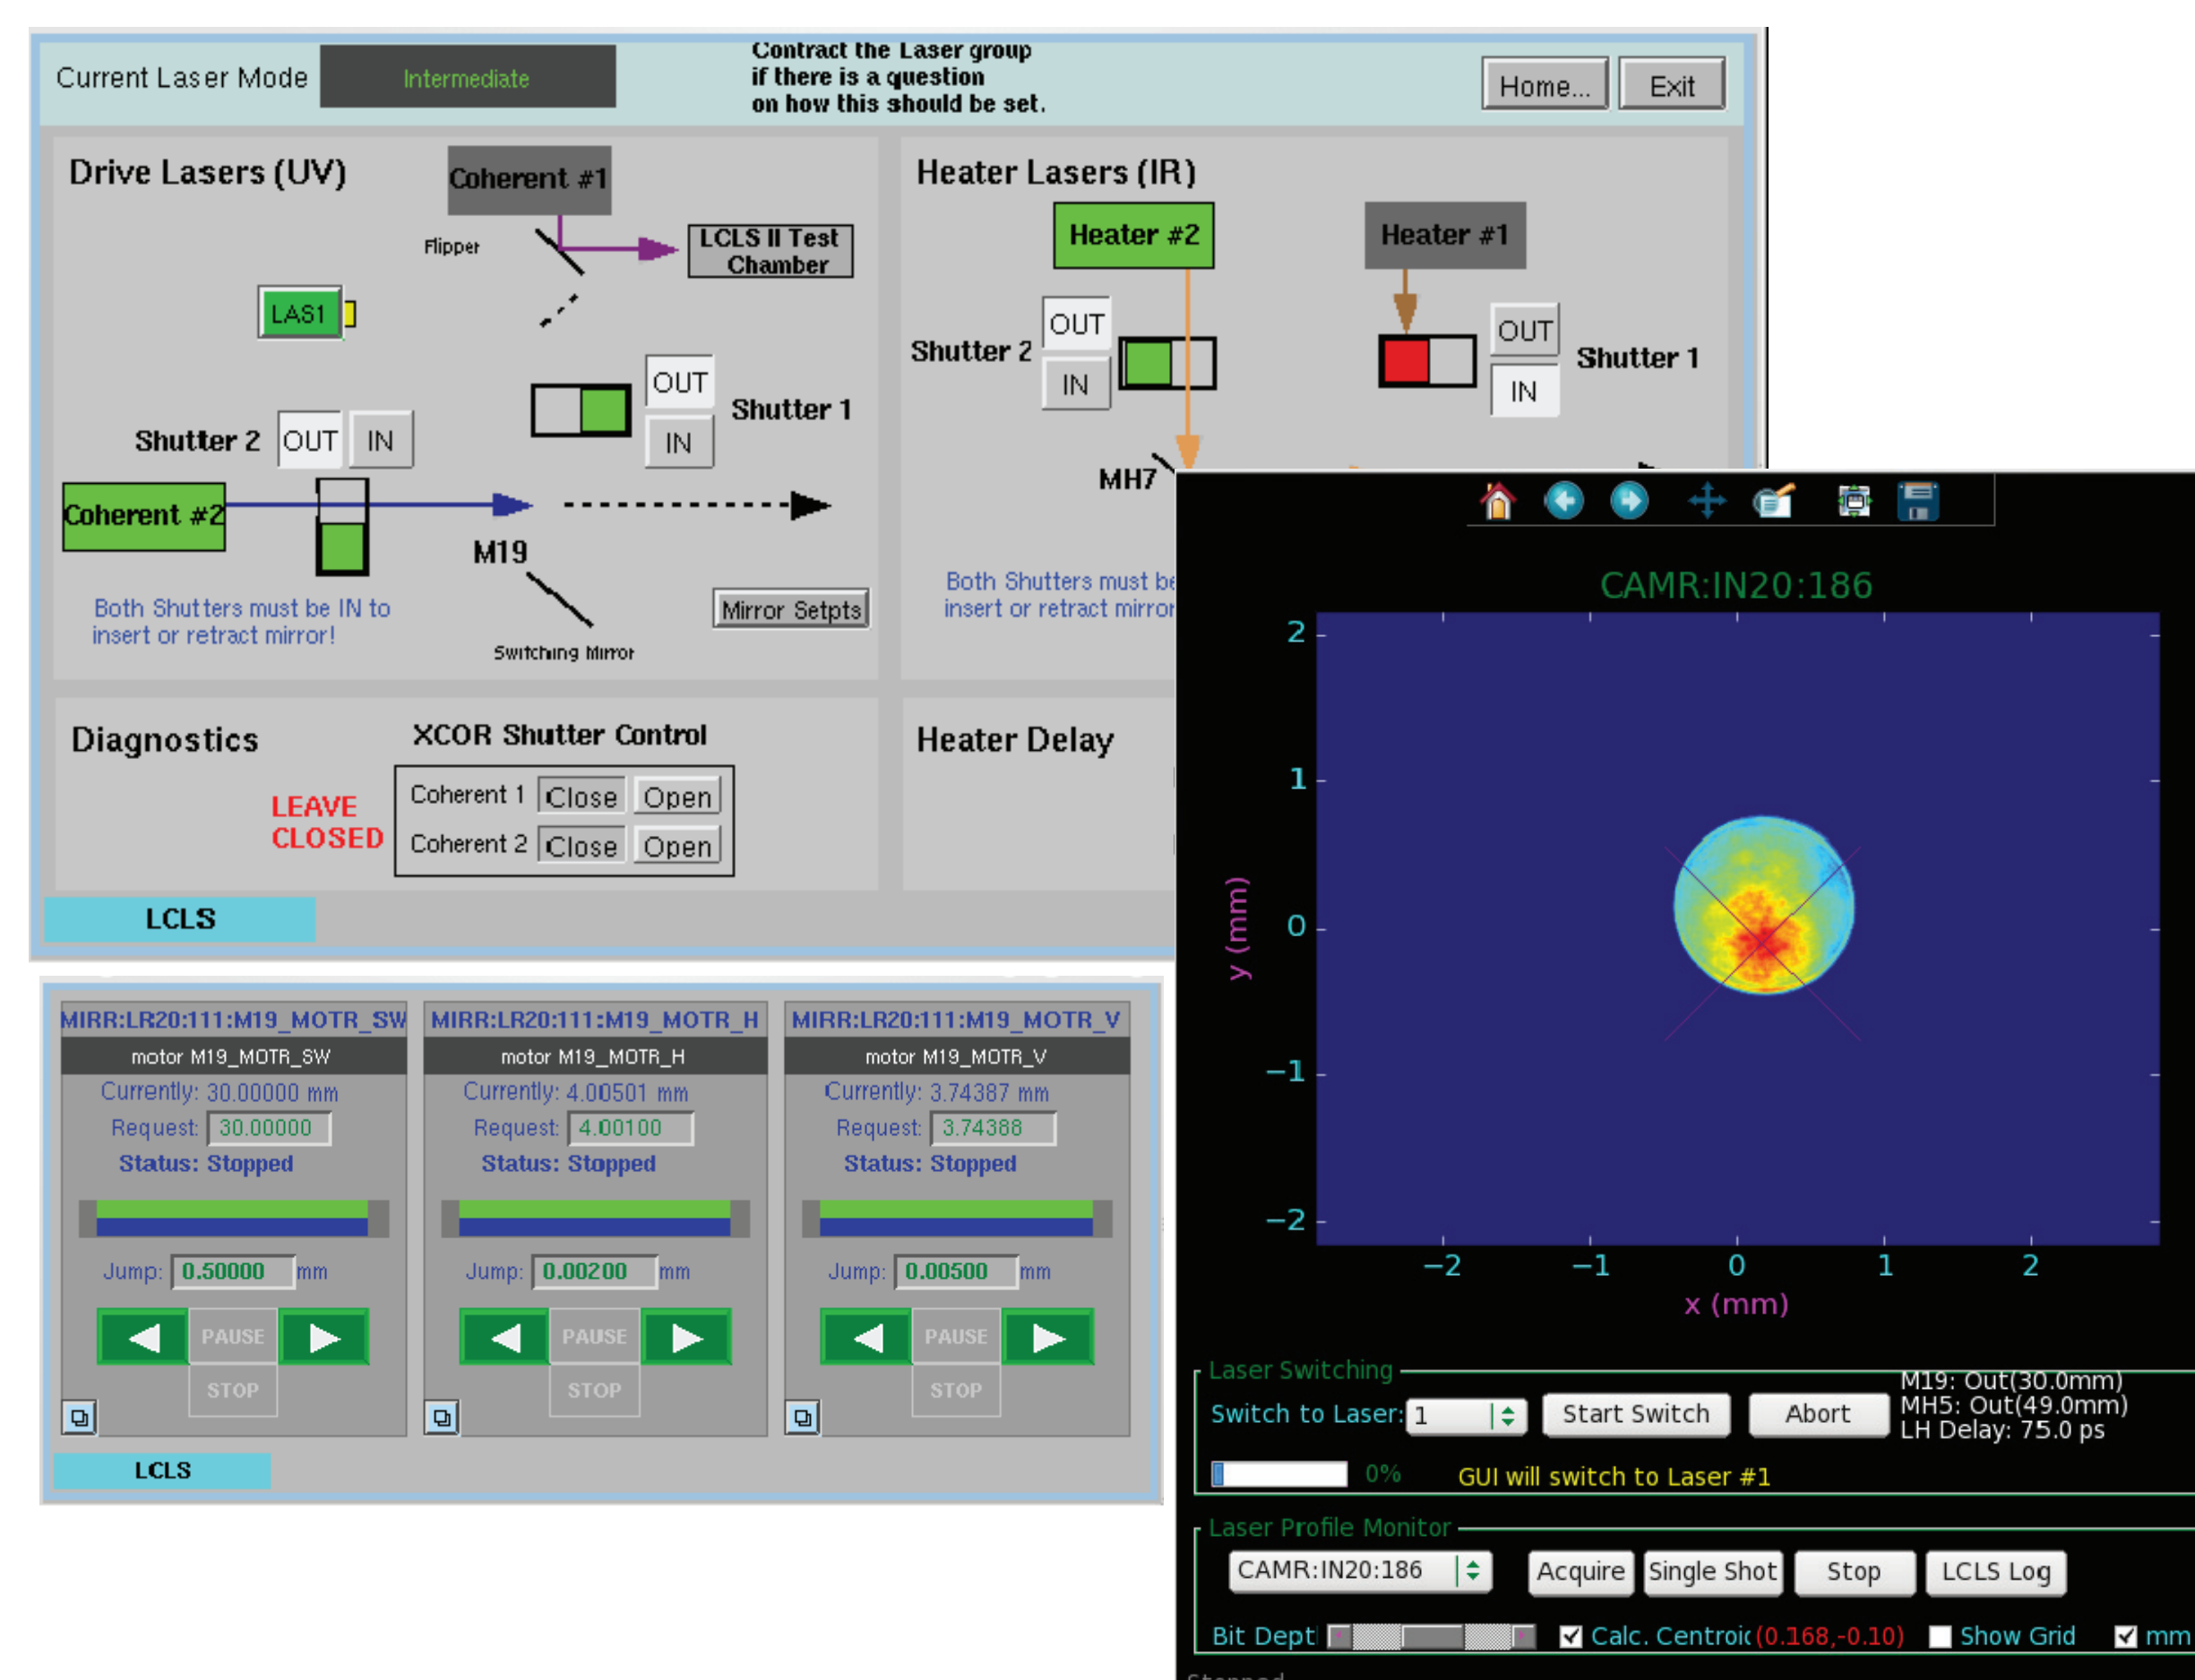 Current Laser Mode
Intermediate
Contract the Laser group
if there is a question
on how this should be set.
Home...
Exit
Drive Lasers (UV)
Coherent #1
Flipper
LCLS II Test
Chamber
LAS1
OUT
IN
Shutter 1
Shutter 2
OUT
IN
Coherent #2
M19
Both Shutters must be IN to
insert or retract mirror!
Mirror Setpts
Switching Mirror
Heater Lasers (IR)
Heater #2
Heater #1
Shutter 2
OUT
IN
OUT
IN
Shutter 1
MH7
Both Shutters must be
insert or retract mirror
Diagnostics
XCOR Shutter Control
LEAVE
CLOSED
Coherent 1 Close Open
Coherent 2 Close Open
Heater Delay
LCLS
MIRR:LR20:111:M19_MOTR_SW
motor M19_MOTR_SW
Currently: 30.00000 mm
Request: 30.00000
Status: Stopped
Jump: 0.50000 mm
PAUSE
STOP
MIRR:LR20:111:M19_MOTR_H
motor M19_MOTR_H
Currently: 4.00501 mm
Request: 4.00100
Status: Stopped
Jump: 0.00200 mm
PAUSE
STOP
MIRR:LR20:111:M19_MOTR_V
motor M19_MOTR_V
Currently: 3.74387 mm
Request: 3.74388
Status: Stopped
Jump: 0.00500 mm
PAUSE
STOP
LCLS
CAMR:IN20:186
2
1
0
−1
−2
y (mm)
−2 −1 0 1 2
x (mm)
Laser Switching
Switch to Laser: 1 Start Switch Abort
M19: Out(30.0mm)
MH5: Out(49.0mm)
LH Delay: 75.0 ps
0% GUI will switch to Laser #1
Laser Profile Monitor
CAMR:IN20:186 Acquire Single Shot Stop LCLS Log
Bit Dept Calc. Centroic (0.168,-0.10) Show Grid mm